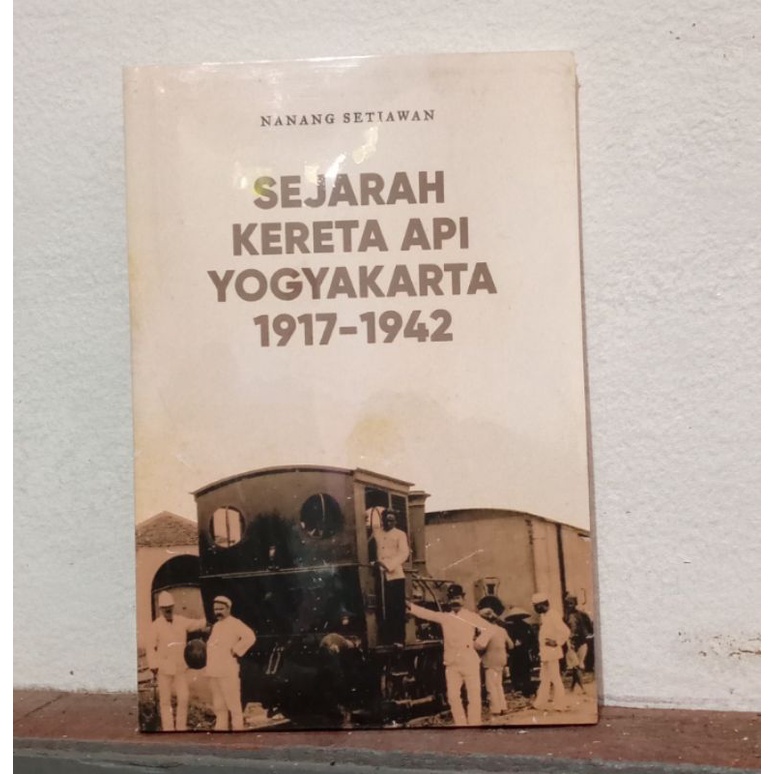 NANANG SETIAWAN
SEJARAH
KERETA API
YOGYAKARTA
1917-1942